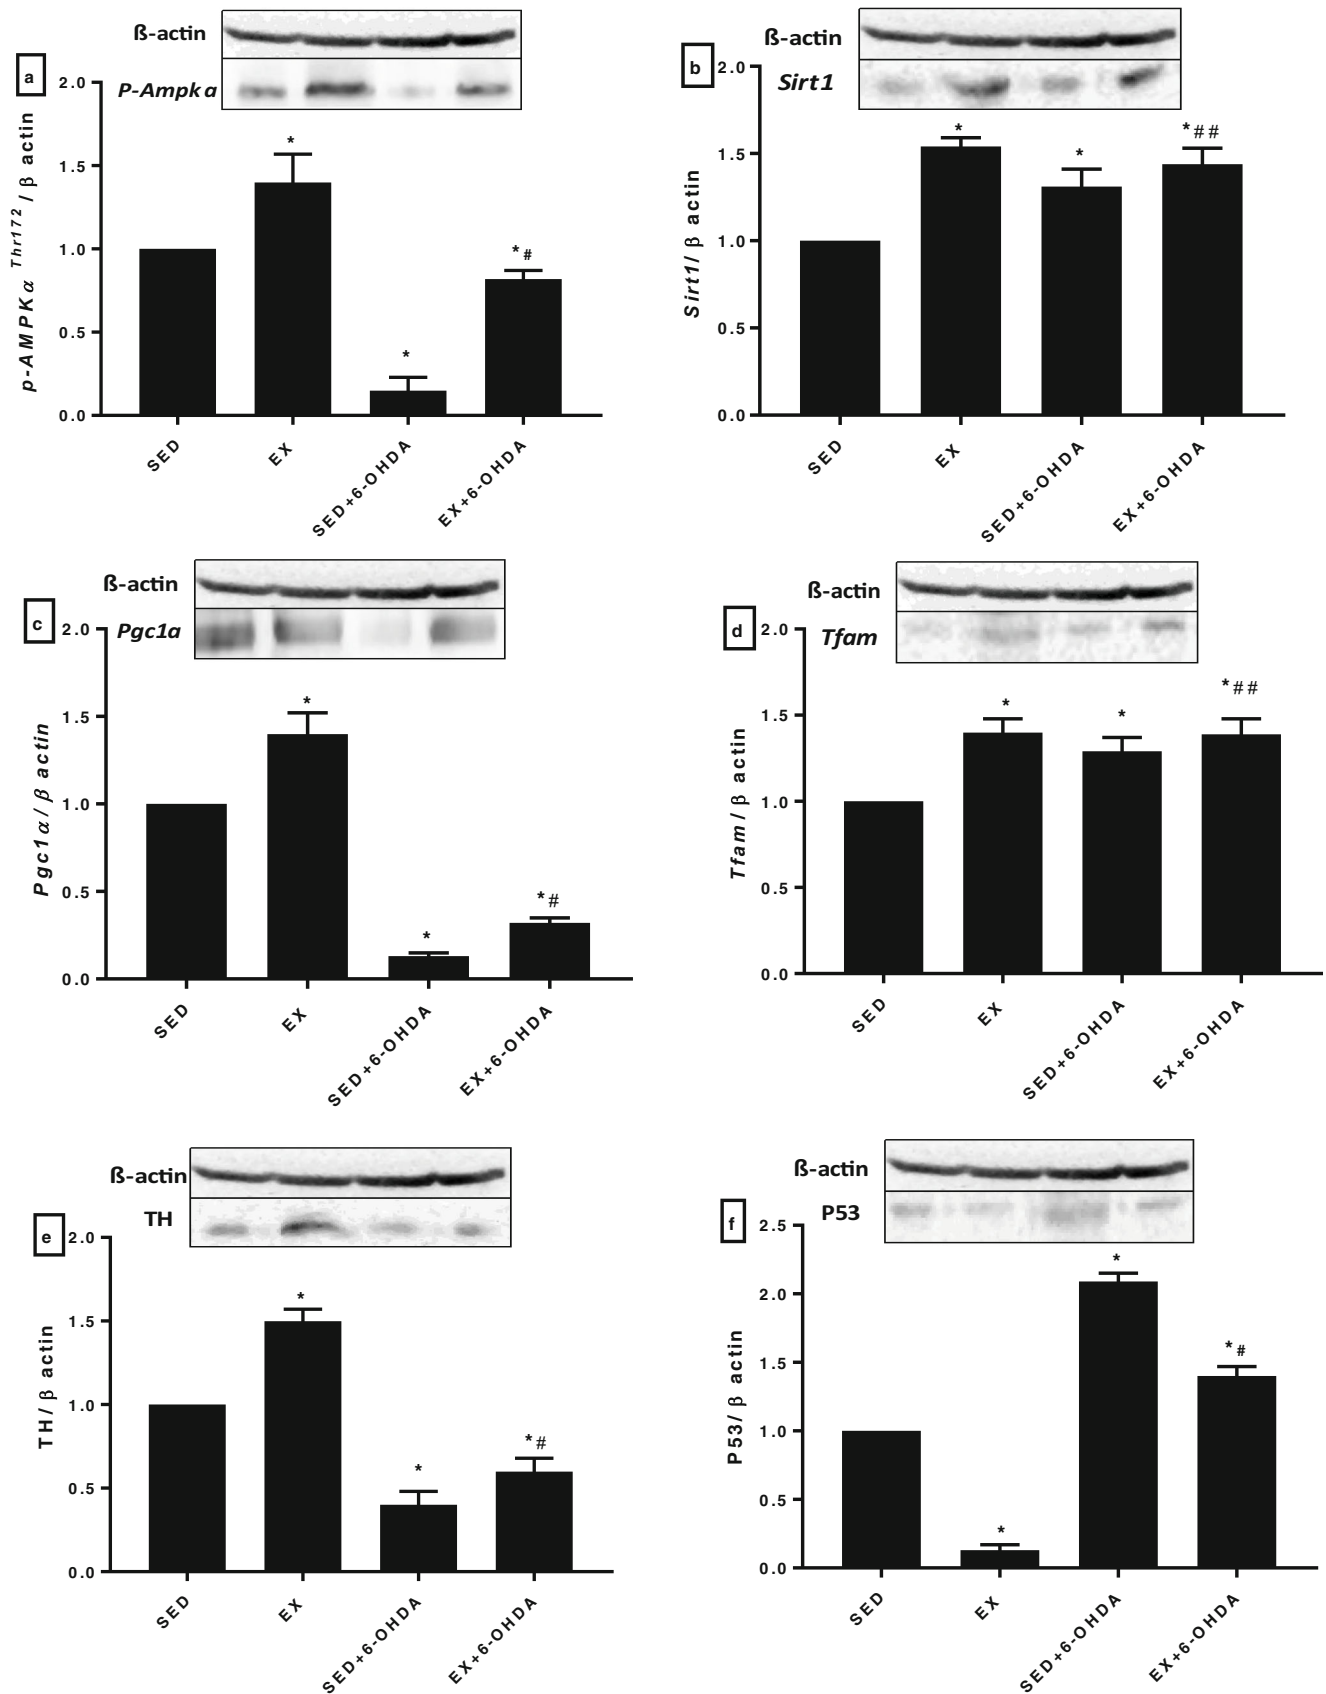 ß-actin
a
P-Ampk α
2.0
1.5
1.0
0.5
0.0
p-AMPKα Thr172 / β actin
*
*
*#
SED
EX
SED+6-OHDA
EX+6-OHDA
ß-actin
b
Sirt1
2.0
1.5
1.0
0.5
0.0
Sirt1/ β actin
*
*
*##
SED
EX
SED+6-OHDA
EX+6-OHDA
ß-actin
c
Pgc1α
2.0
1.5
1.0
0.5
0.0
Pgc1α/ β actin
*
*
*#
SED
EX
SED+6-OHDA
EX+6-OHDA
ß-actin
d
Tfam
2.0
1.5
1.0
0.5
0.0
Tfam/ β actin
*
*
*##
SED
EX
SED+6-OHDA
EX+6-OHDA
ß-actin
TH
e
2.0
1.5
1.0
0.5
0.0
TH/ β actin
*
*
*#
SED
EX
SED+6-OHDA
EX+6-OHDA
ß-actin
P53
f
2.5
2.0
1.5
1.0
0.5
0.0
P53/ β actin
*
*
*#
SED
EX
SED+6-OHDA
EX+6-OHDA